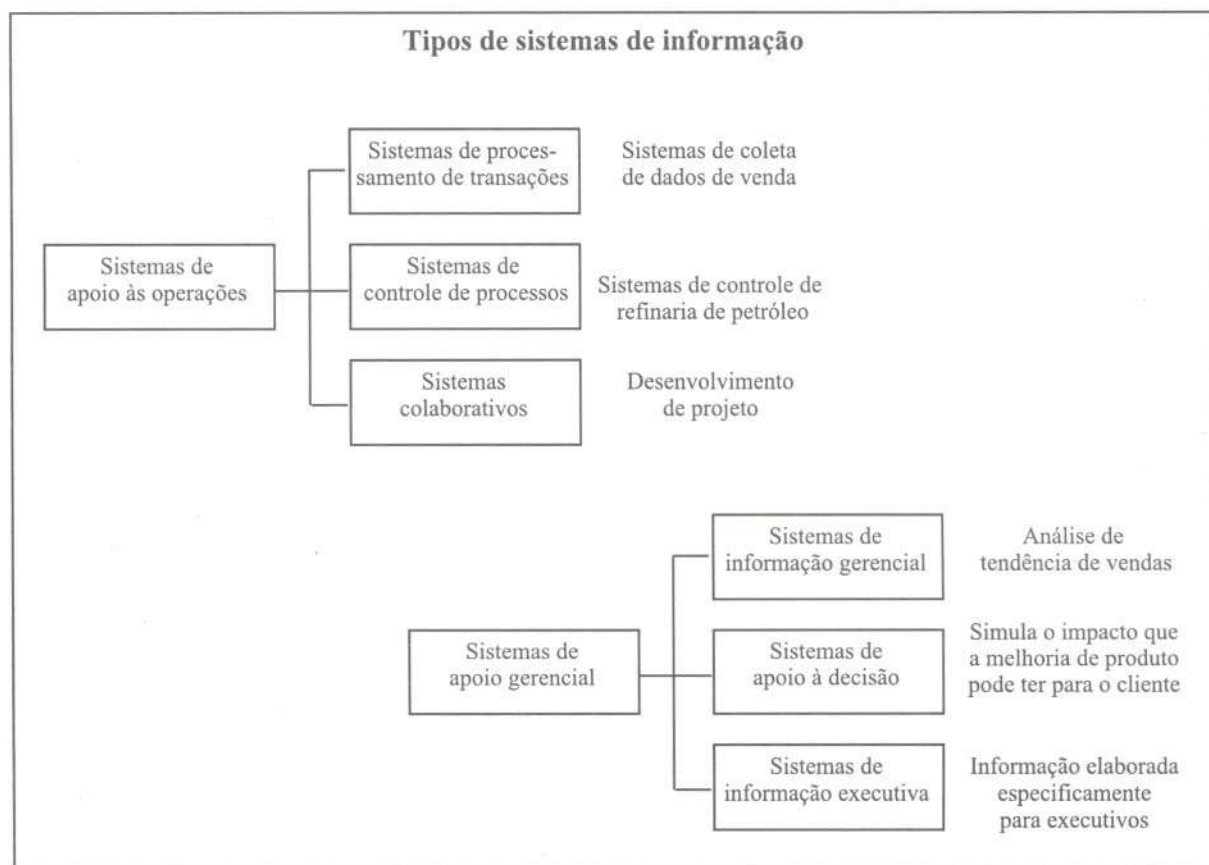 Tipos de sistemas de informação
Sistemas de proces-
samento de transações
Sistemas de coleta
de dados de venda
Sistemas de
apoio às operações
Sistemas de
controle de processos
Sistemas de controle de
refinaria de petróleo
Sistemas
colaborativos
Desenvolvimento
de projeto
Sistemas de
informação gerencial
Análise de
tendência de vendas
Sistemas de
apoio gerencial
Sistemas de
apoio à decisão
Simula o impacto que
a melhoria de produto
pode ter para o cliente
Sistemas de
informação executiva
Informação elaborada
especificamente
para executivos